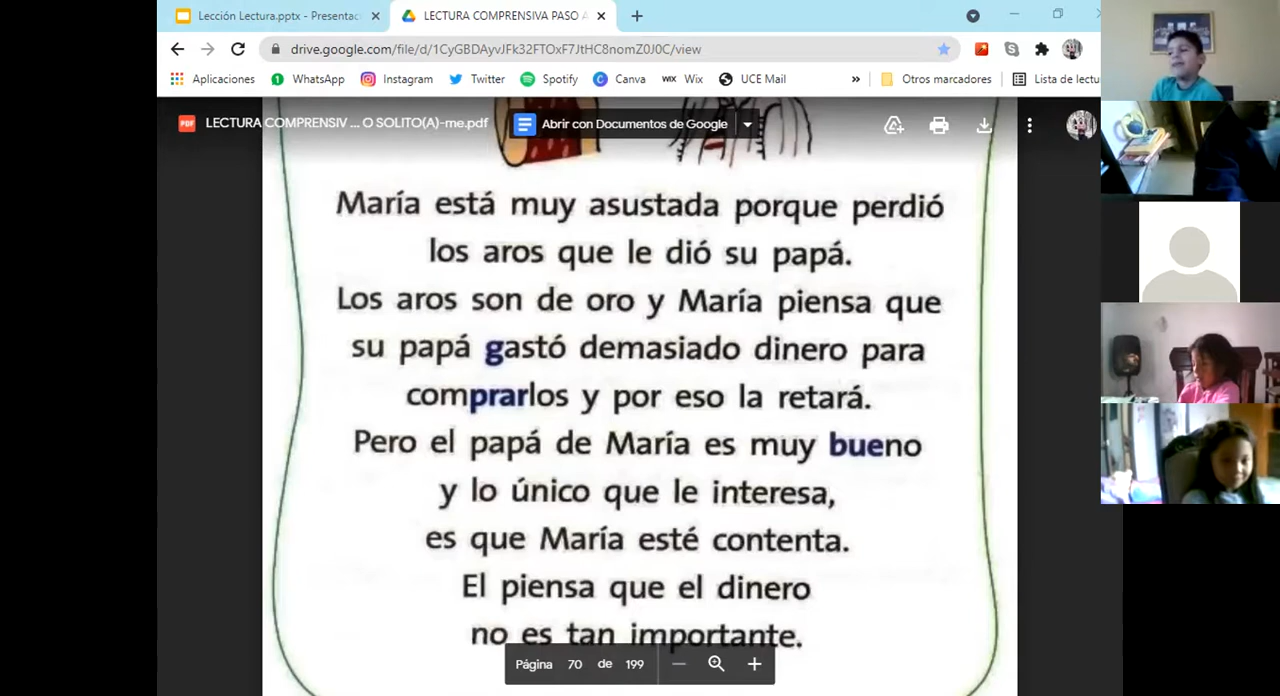 Lección Lectura.pptx - Presentac
LECTURA COMPRENSIVA PASO A
drive.google.com/file/d/1CyGBDAyvJFk32FTOxF7JtHC8nomZ0J0C/view
Aplicaciones WhatsApp Instagram Twitter Spotify Canva WIX Wix UCE Mail » Otros marcadores Lista de lectu
PDF LECTURA COMPRENSIV ... O SOLITO(A)-me.pdf
Abrir con Documentos de Google
María está muy asustada porque perdió
los aros que le dió su papá.
Los aros son de oro y María piensa que
su papá gastó demasiado dinero para
comprarlos y por eso la retará.
Pero el papá de María es muy bueno
y lo único que le interesa,
es que María esté contenta.
El piensa que el dinero
no es tan importante.
Página 70 de 199